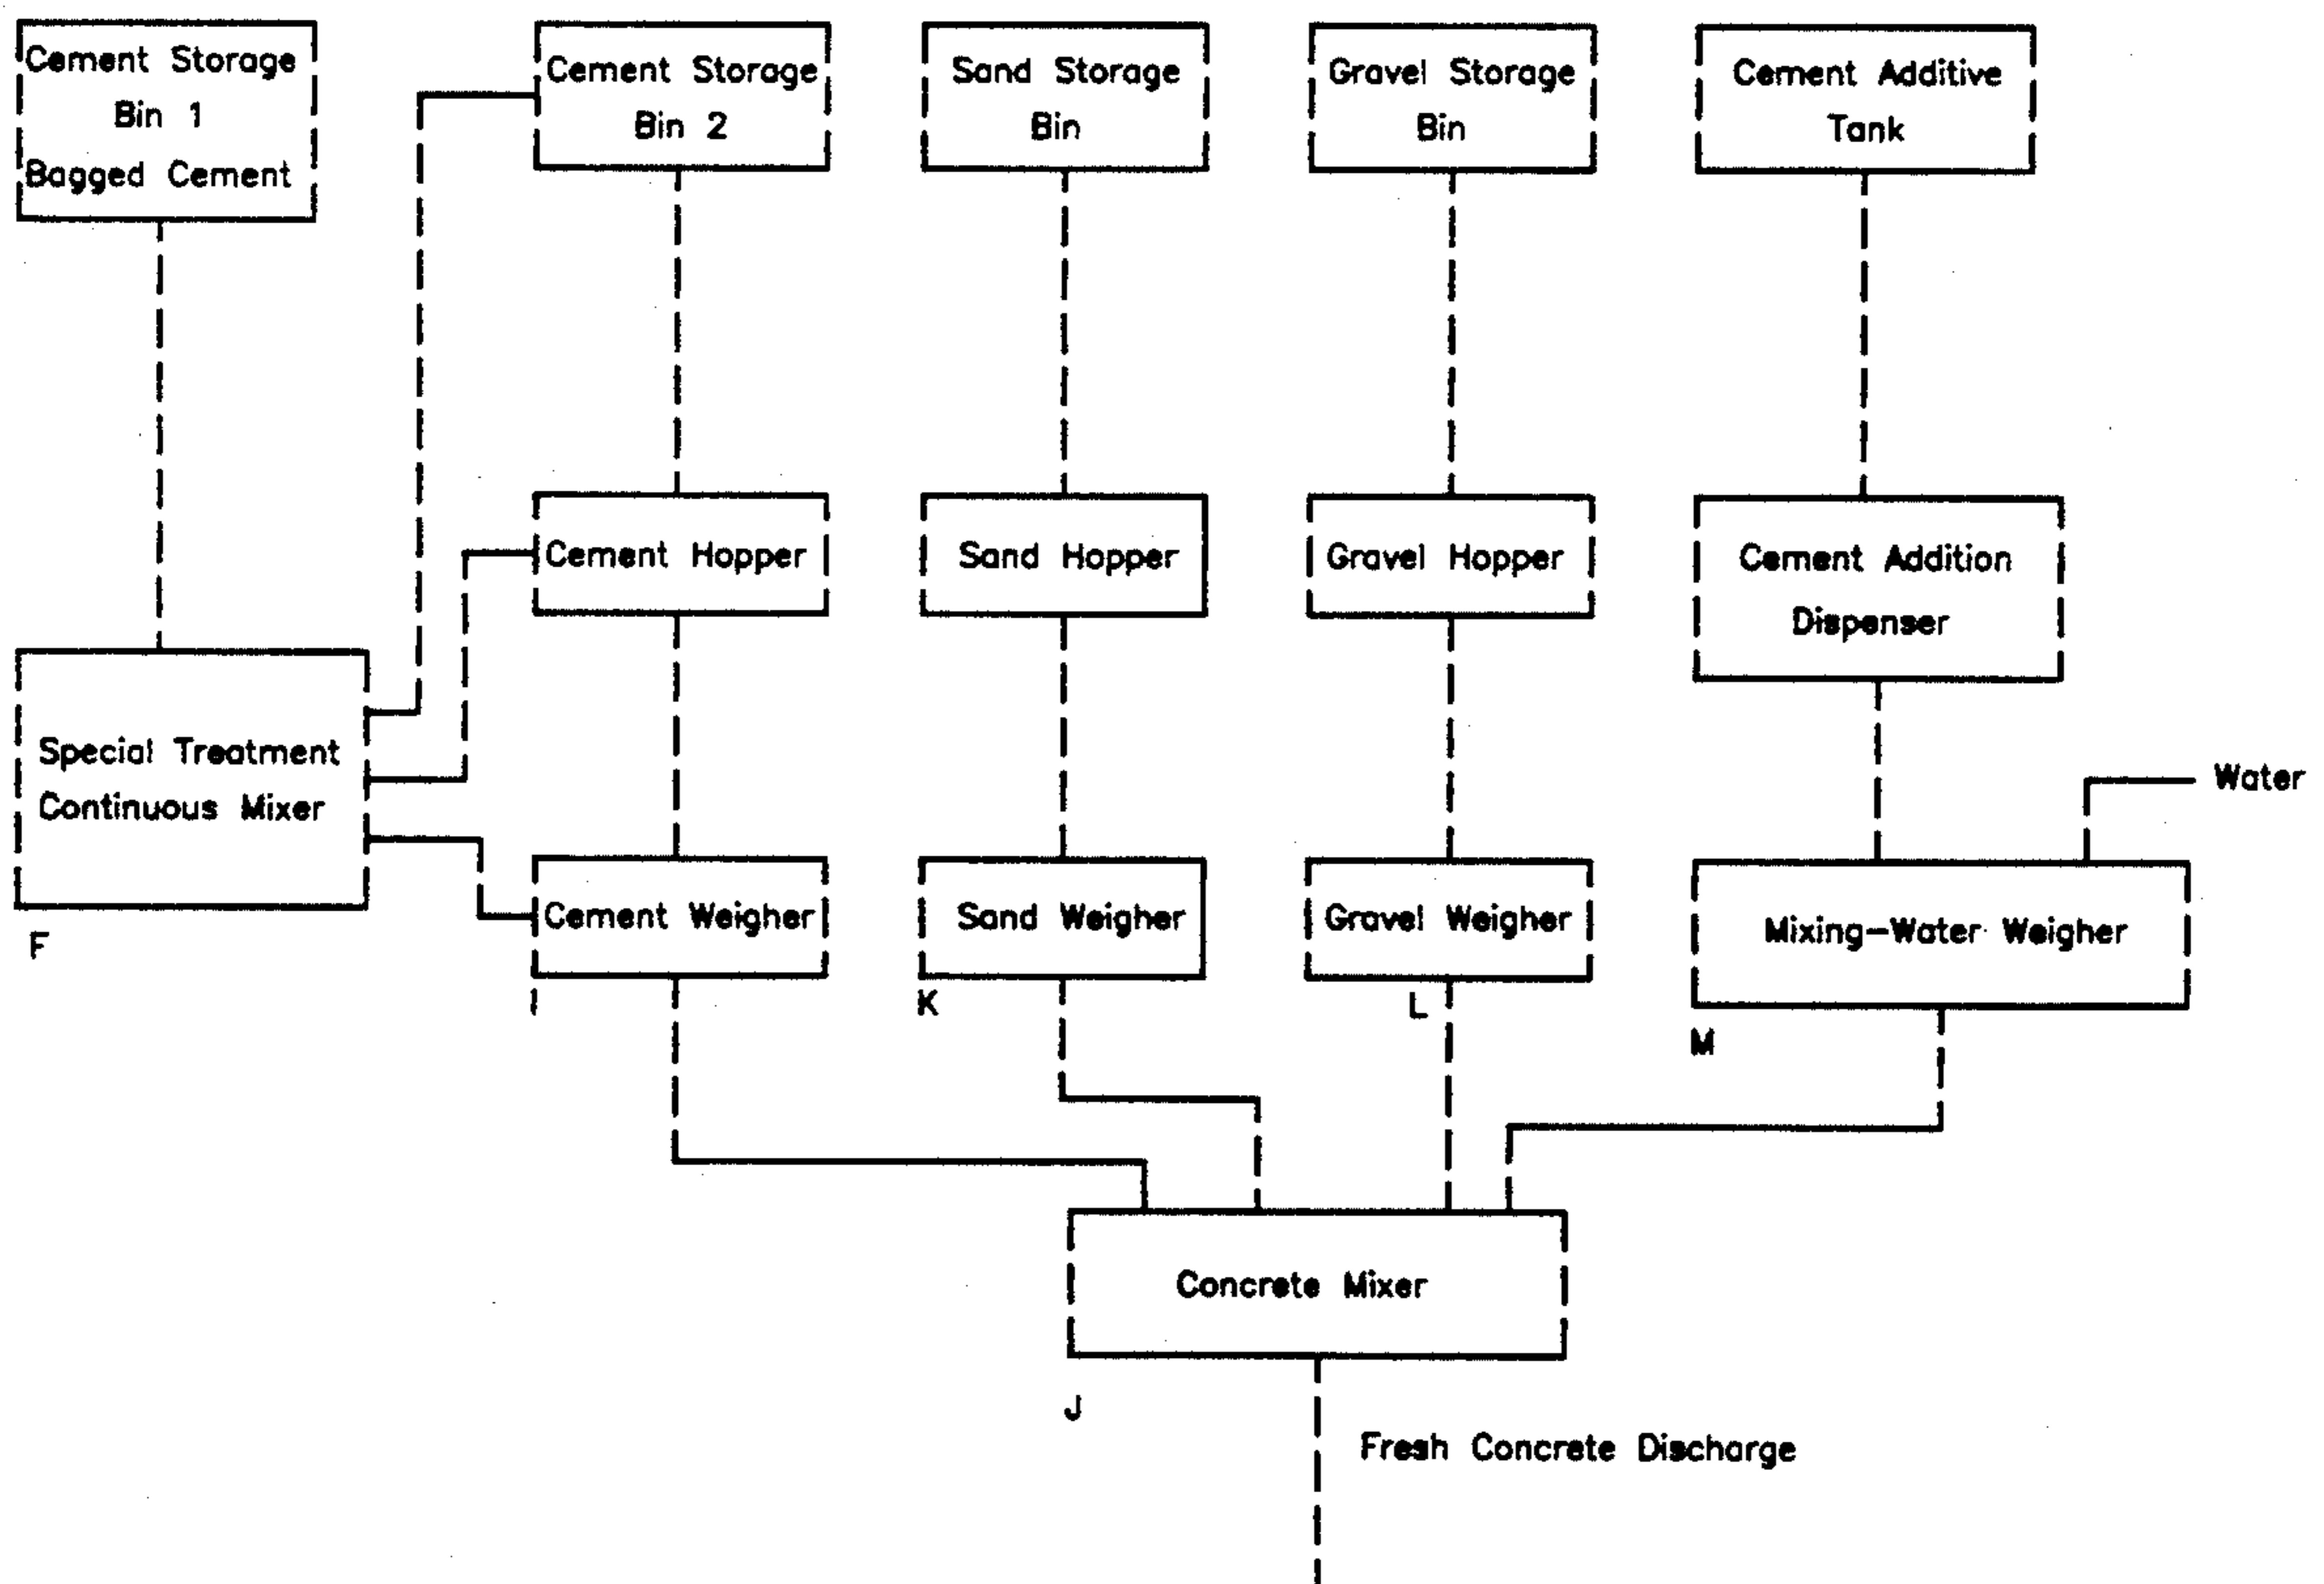 Cement Storage
Bin 1
Bagged Cement
Cement Storage
Bin 2
Sand Storage
Bin
Gravel Storage
Bin
Cement Additive
Tank
Cement Hopper
Sand Hopper
Gravel Hopper
Cement Addition
Dispenser
Special Treatment
Continuous Mixer
F
Cement Weigher
I
Sand Weigher
K
Gravel Weigher
L
Water
Mixing-Water Weigher
M
Concrete Mixer
J
Fresh Concrete Discharge